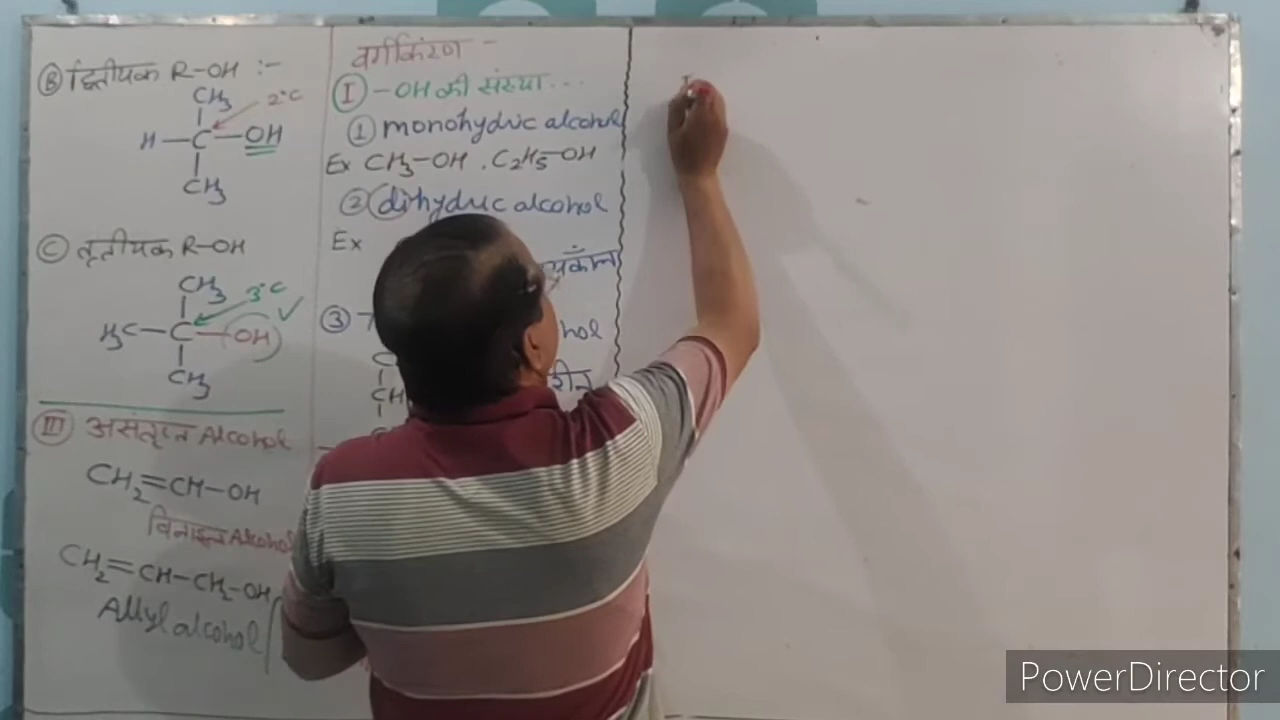 Ⓑ द्वितीयक R-OH :-
CH3
2°C
H-C-OH
CH3
Ⓒ तृतीयक R-OH
CH3
3°C
H3C-C-OH
CH3
Ⅲ असंतृप्त Alcohol
CH2=CH-OH
विनाइल Alcohol
CH2=CH-CH2-OH
Allyl alcohol
वर्गीकरण -
Ⅰ -OH की संख्या ...
① monohydric alcohol
Ex CH3-OH . C2H5-OH
② dihydric alcohol
Ex
③
CH
PowerDirector